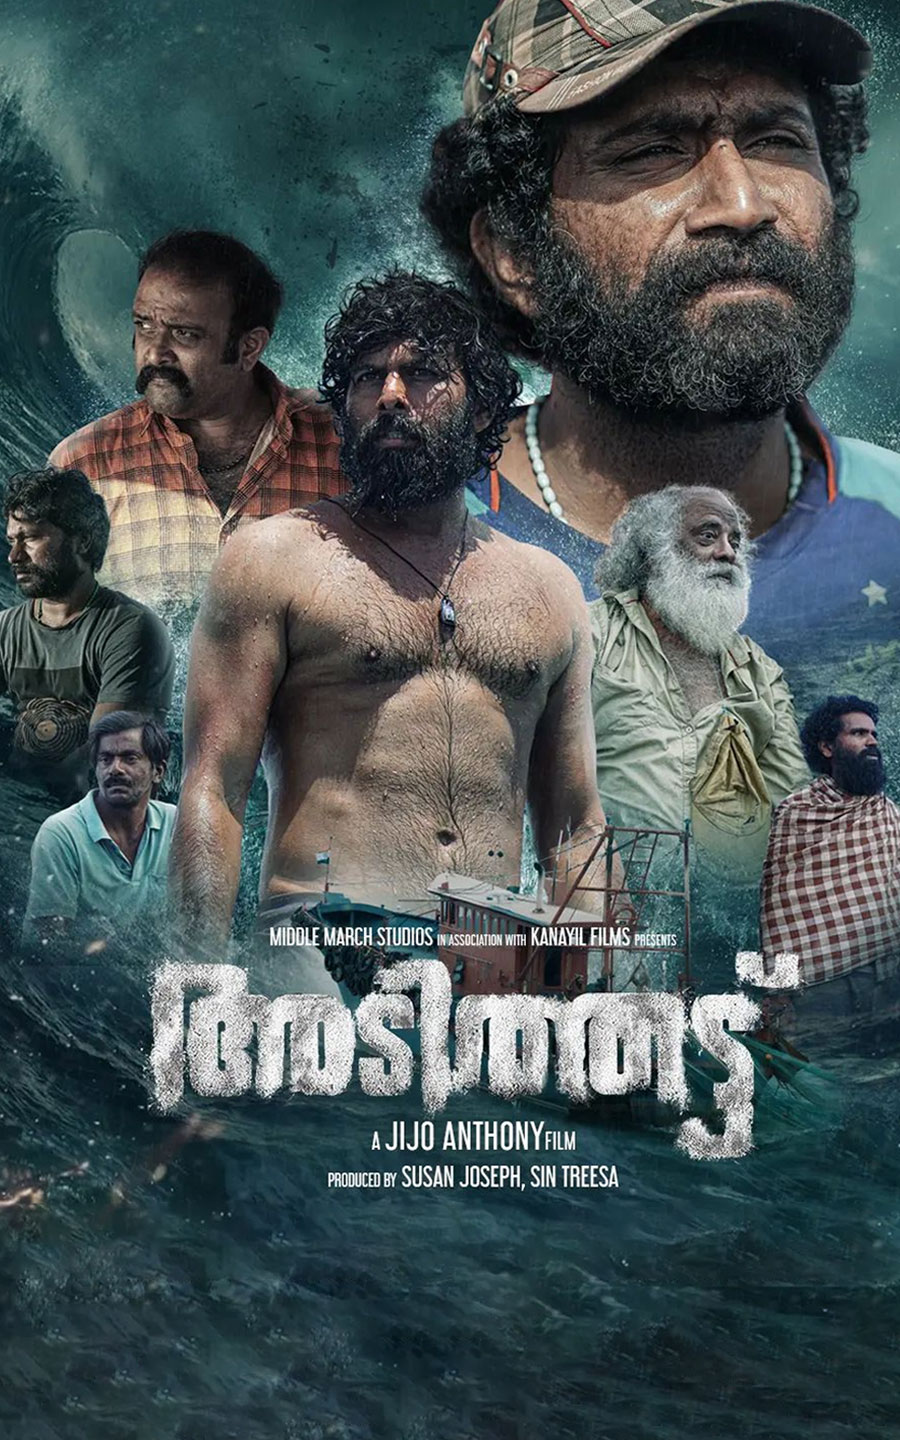 MIDDLE MARCH STUDIOS IN ASSOCIATION WITH KANAYIL FILMS PRESENTS
അടിത്തട്ട്
A JIJO ANTHONY FILM
PRODUCED BY SUSAN JOSEPH, SIN TREESA